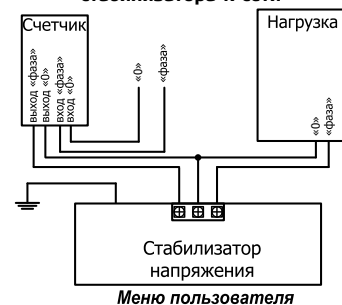 стабилизатора к сети
Счетчик
выход «фаза»
выход «0»
вход «фаза»
вход «0»
«0»
«фаза»
Нагрузка
«0»
«фаза»
Стабилизатор
напряжения
Меню пользователя